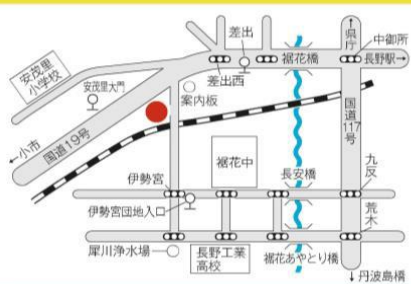 差出
↑県庁
中御所
長野駅→
安茂里
小学校
安茂里大門
差出西
裾花橋
案内板
国道117号
←小市
国道19号
伊勢宮
裾花中
長安橋
九反
伊勢宮団地入口
荒木
犀川浄水場
長野工業
高校
裾花あやとり橋
↓丹波島橋